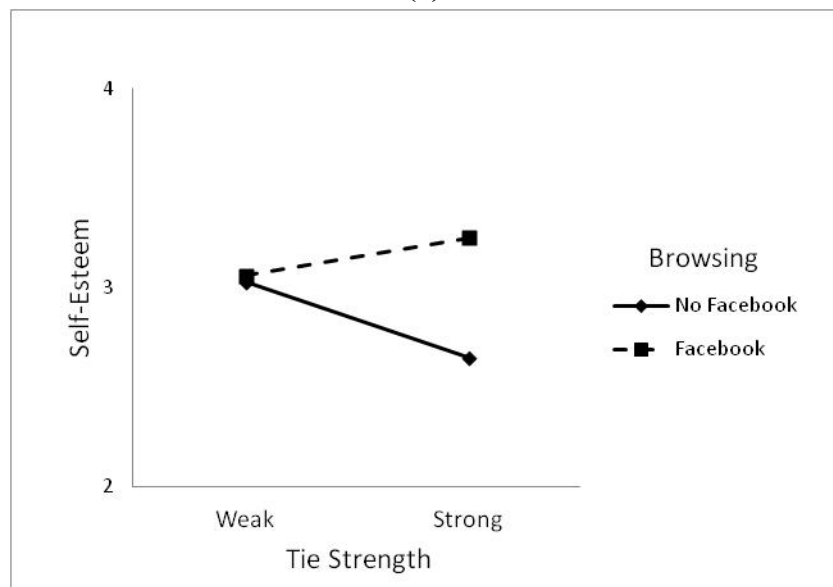 4
3
2
Self-Esteem
Weak
Strong
Tie Strength
Browsing
No Facebook
Facebook